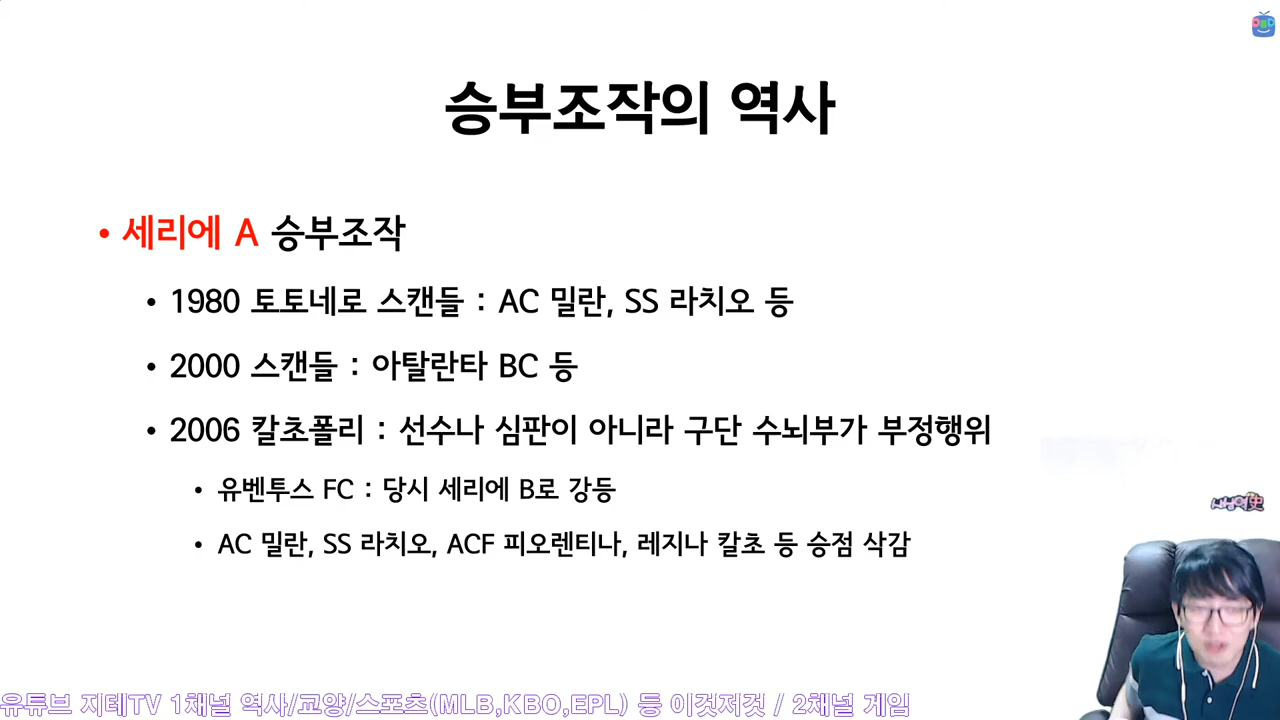 승부조작의 역사
• 세리에 A 승부조작
• 1980 토토네로 스캔들 : AC 밀란, SS 라치오 등
• 2000 스캔들 : 아탈란타 BC 등
• 2006 칼초폴리 : 선수나 심판이 아니라 구단 수뇌부가 부정행위
• 유벤투스 FC : 당시 세리에 B로 강등
• AC 밀란, SS 라치오, ACF 피오렌티나, 레지나 칼초 등 승점 삭감
유튜브 지테TV 1채널 역사/교양/스포츠(MLB,KBO,EPL) 등 이것저것 / 2채널 게임